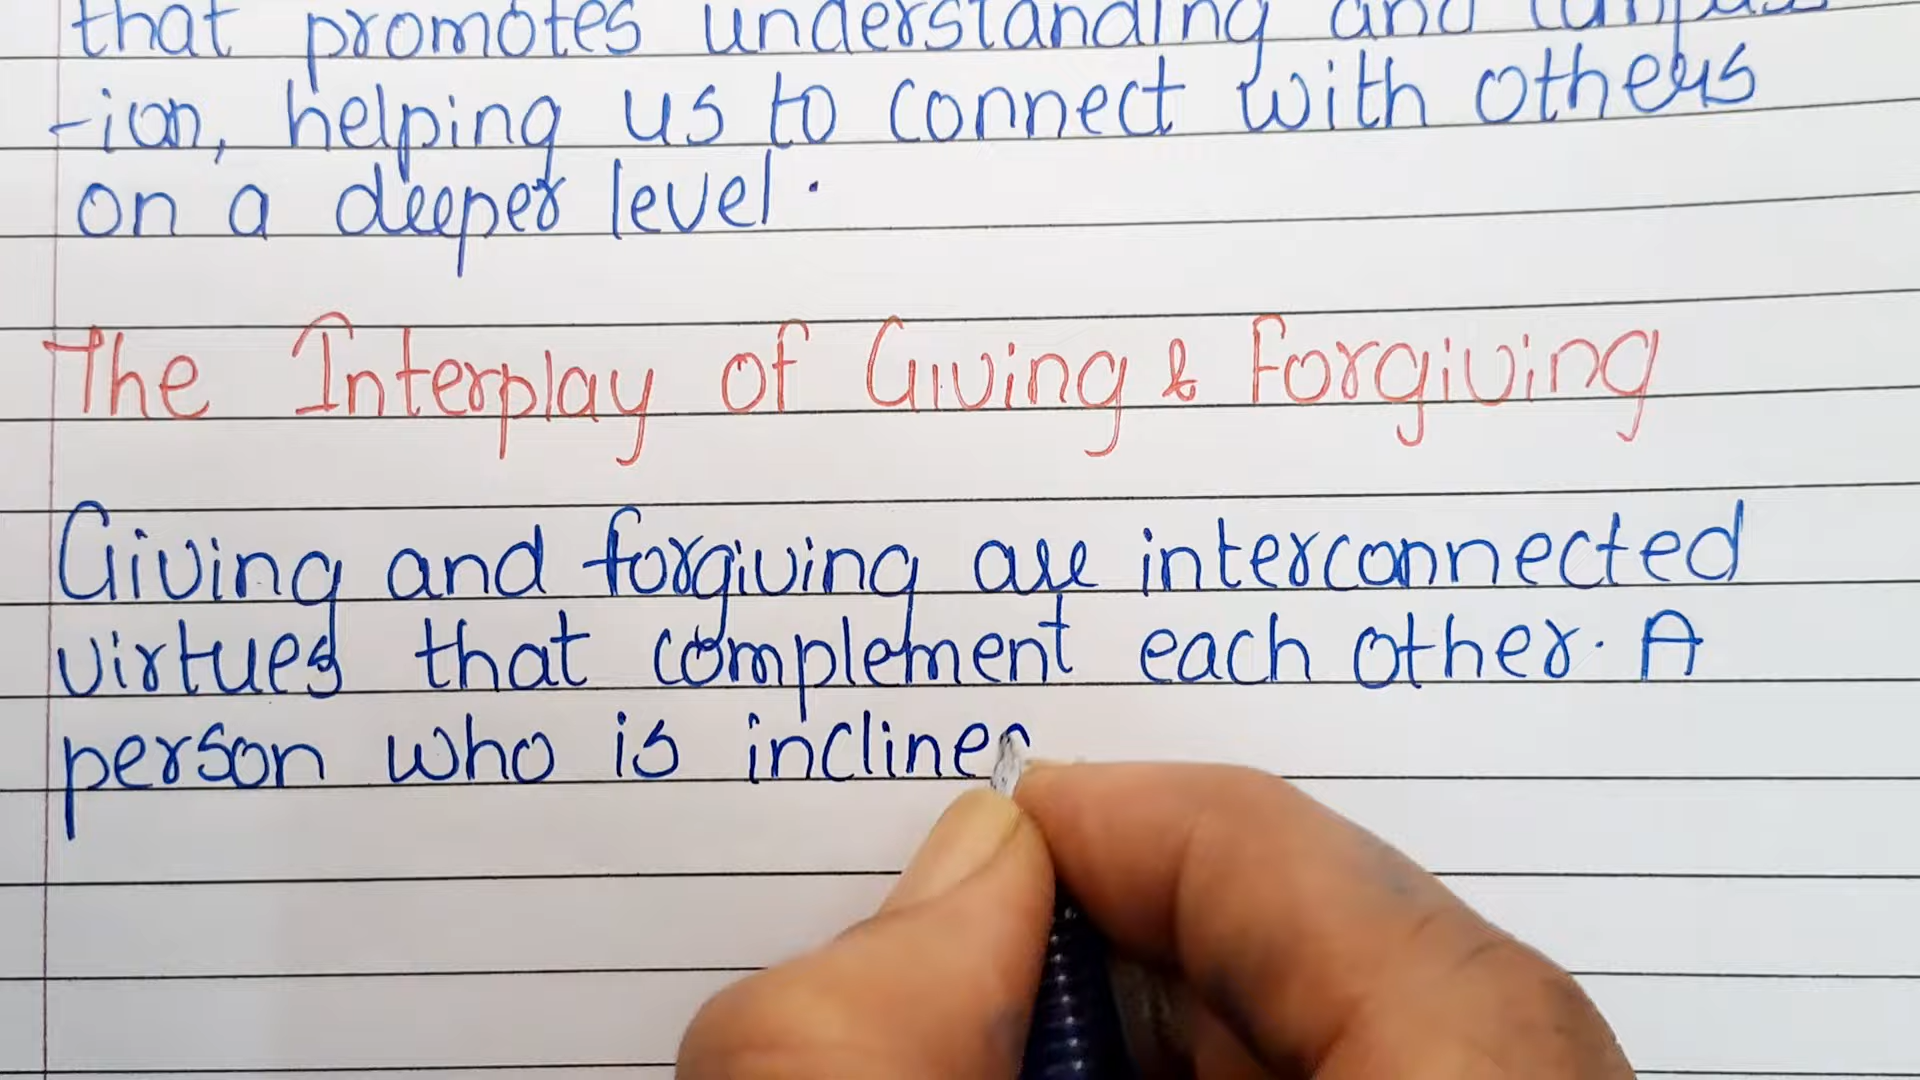 that promotes understanding and compass
-ion, helping us to connect with others
on a deeper level.
The Interplay of Giving & Forgiving
Giving and forgiving are interconnected
virtues that complement each other. A
person who is incline